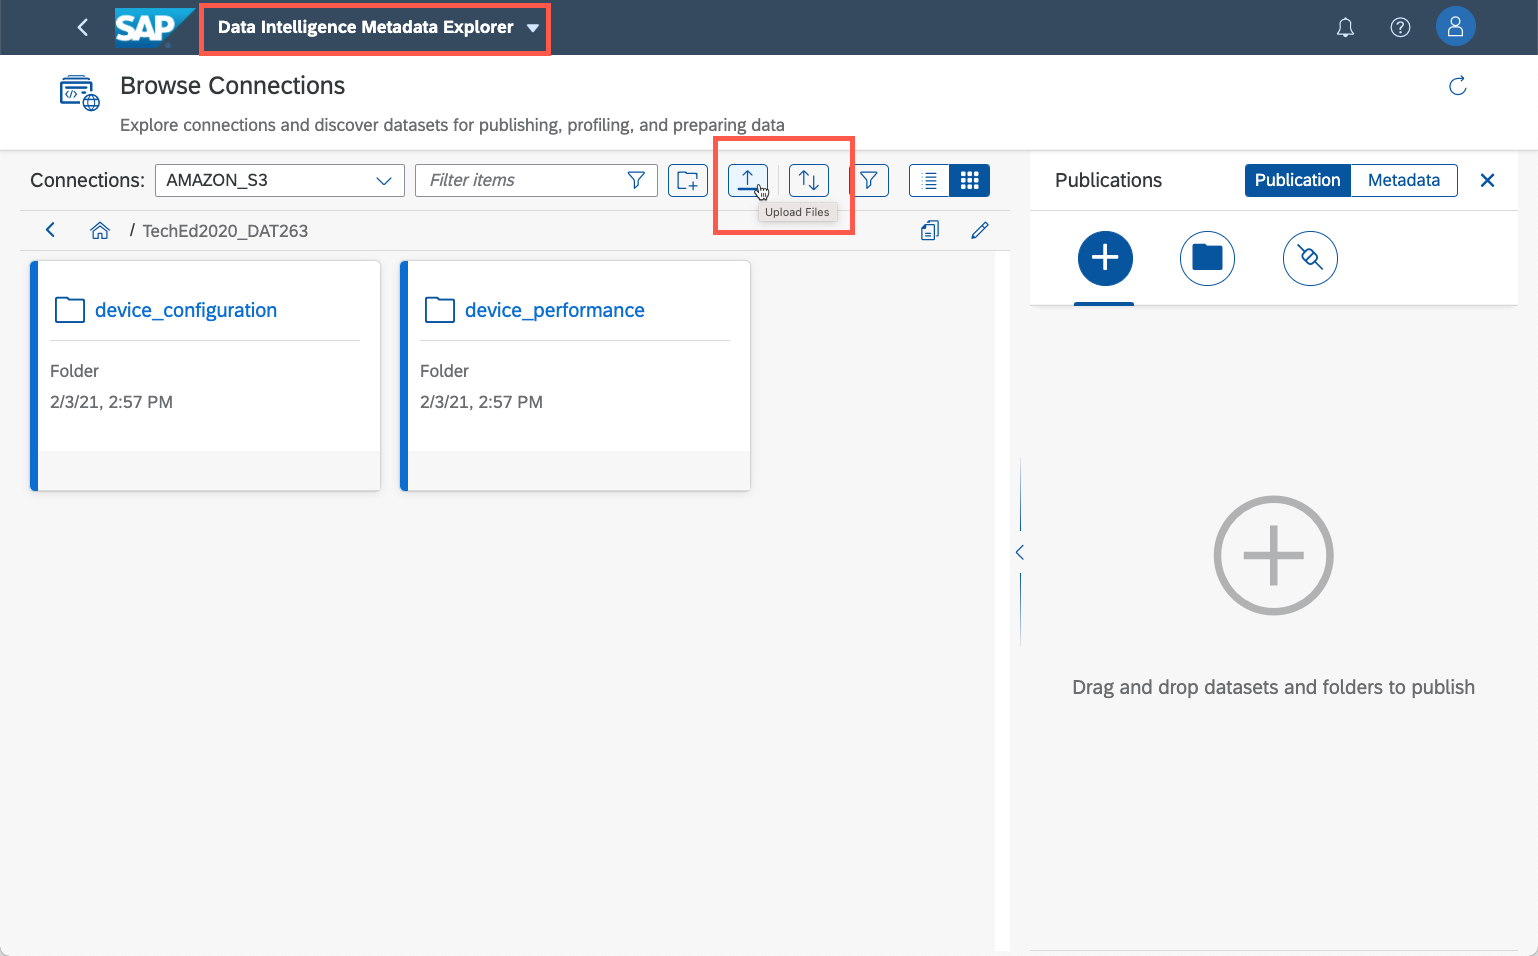 SAP
Data Intelligence Metadata Explorer
Browse Connections
Explore connections and discover datasets for publishing, profiling, and preparing data
Connections:
AMAZON_S3
Filter items
Upload Files
Publications
Publication
Metadata
/ TechEd2020_DAT263
device_configuration
Folder
2/3/21, 2:57 PM
device_performance
Folder
2/3/21, 2:57 PM
Drag and drop datasets and folders to publish